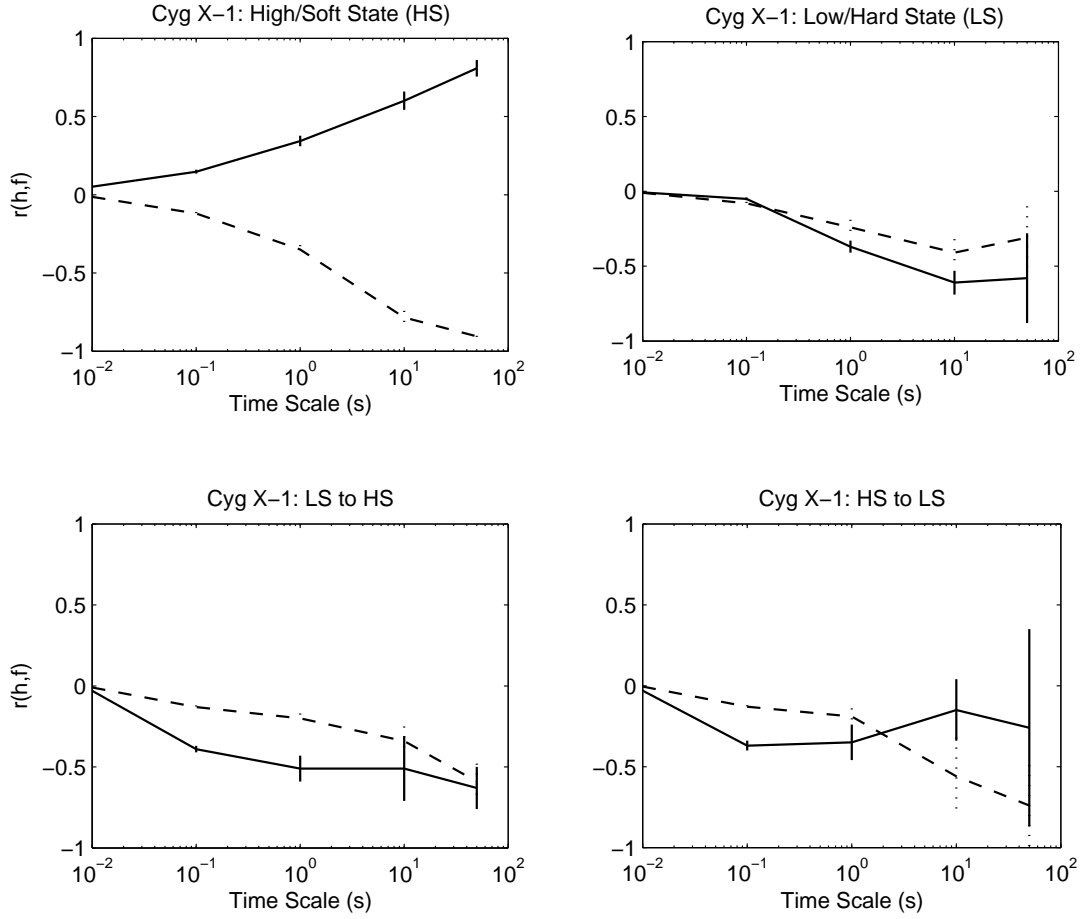 Cyg X−1: High/Soft State (HS)
1
0.5
0
−0.5
−1
r(h,f)
10^−2 10^−1 10^0 10^1 10^2
Time Scale (s)
Cyg X−1: Low/Hard State (LS)
1
0.5
0
−0.5
−1
10^−2 10^−1 10^0 10^1 10^2
Time Scale (s)
Cyg X−1: LS to HS
1
0.5
0
−0.5
−1
r(h,f)
10^−2 10^−1 10^0 10^1 10^2
Time Scale (s)
Cyg X−1: HS to LS
1
0.5
0
−0.5
−1
10^−2 10^−1 10^0 10^1 10^2
Time Scale (s)